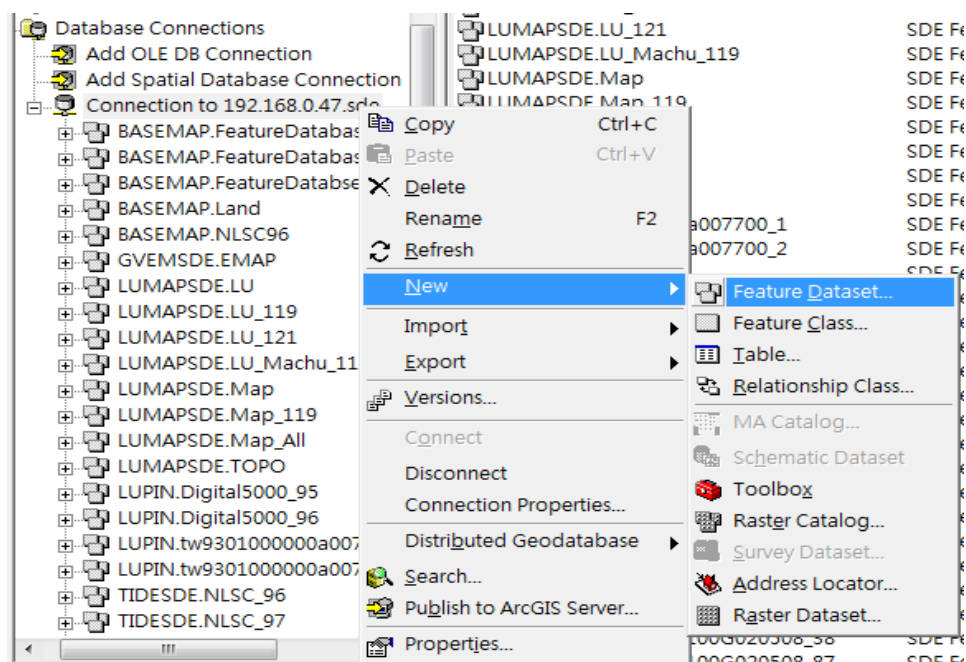 Database Connections
Add OLE DB Connection
Add Spatial Database Connection
Connection to 192.168.0.47.sde
BASEMAP.FeatureDatabas
BASEMAP.FeatureDatabas
BASEMAP.FeatureDatabse
BASEMAP.Land
BASEMAP.NLSC96
GVEMSDE.EMAP
LUMAPSDE.LU
LUMAPSDE.LU_119
LUMAPSDE.LU_121
LUMAPSDE.LU_Machu_11
LUMAPSDE.Map
LUMAPSDE.Map_119
LUMAPSDE.Map_All
LUMAPSDE.TOPO
LUPIN.Digital5000_95
LUPIN.Digital5000_96
LUPIN.tw9301000000a007
LUPIN.tw9301000000a007
TIDESDE.NLSC_96
TIDESDE.NLSC_97
Copy Ctrl+C
Paste Ctrl+V
Delete
Rename F2
Refresh
New
Import
Export
Versions...
Connect
Disconnect
Connection Properties...
Distributed Geodatabase
Search...
Publish to ArcGIS Server...
Properties...
Feature Dataset...
Feature Class...
Table...
Relationship Class...
MA Catalog...
Schematic Dataset
Toolbox
Raster Catalog...
Survey Dataset...
Address Locator...
Raster Dataset...
LUMAPSDE.LU_121 SDE Fe
LUMAPSDE.LU_Machu_119 SDE Fe
LUMAPSDE.Map SDE Fe
LUMAPSDE.Map_119 SDE Fe
SDE Fe
SDE Fe
SDE Fe
SDE Fe
a007700_1 SDE Fe
a007700_2 SDE Fe
SDE Fe